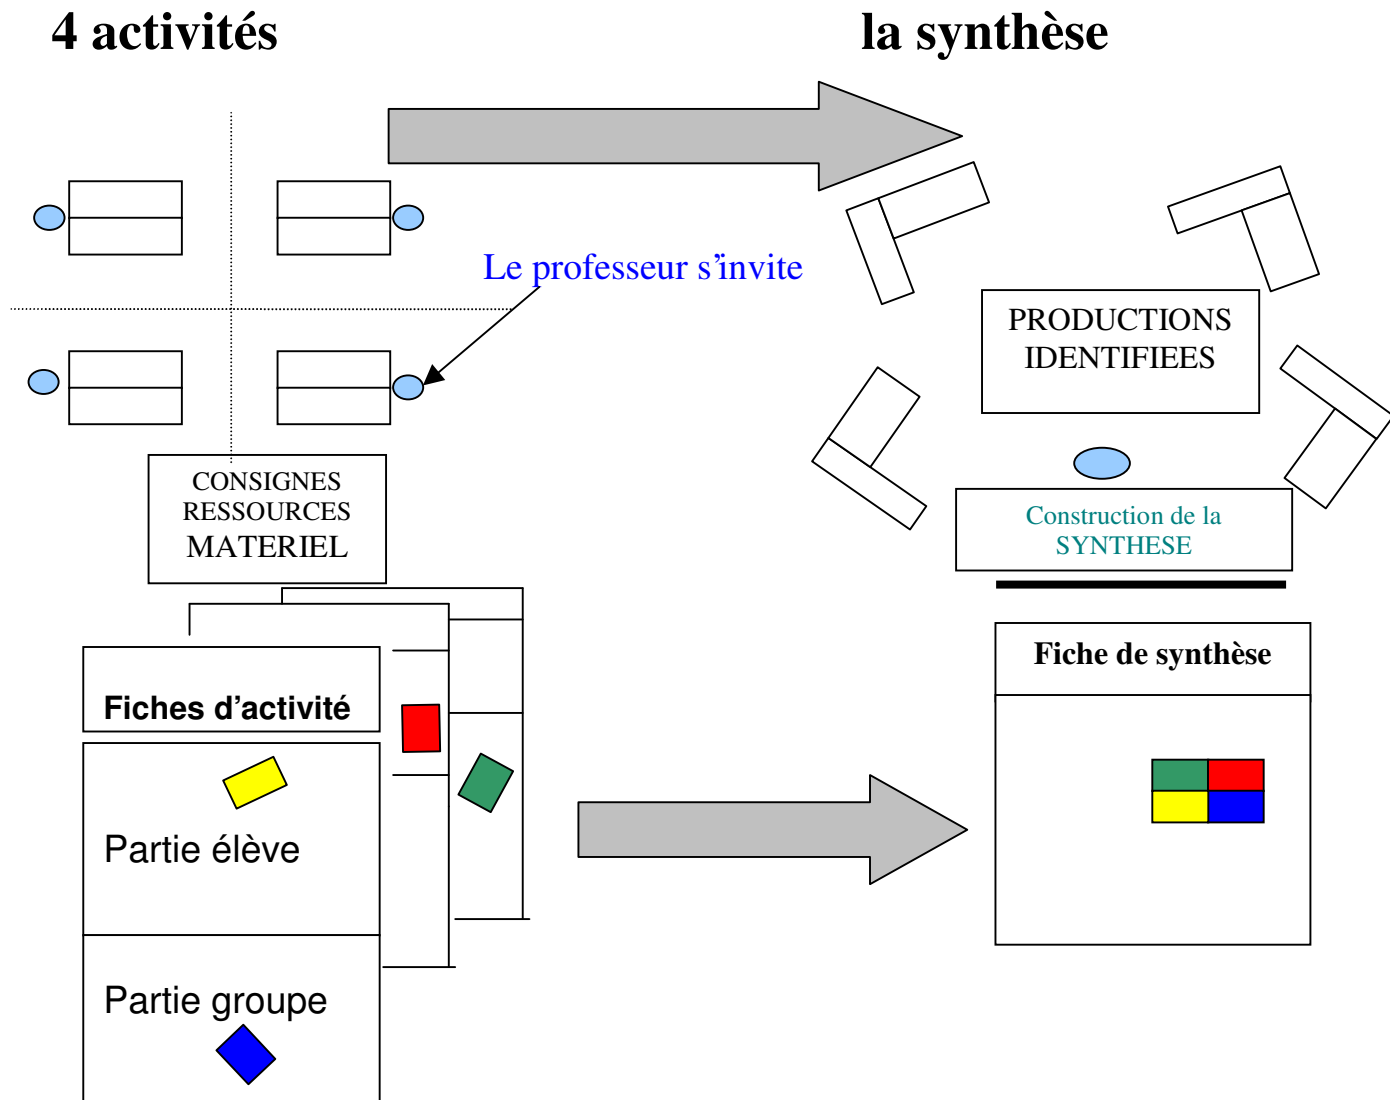 4 activités
la synthèse
Le professeur s'invite
PRODUCTIONS
IDENTIFIEES
CONSIGNES
RESSOURCES
MATERIEL
Construction de la
SYNTHESE
Fiches d'activité
Partie élève
Partie groupe
Fiche de synthèse